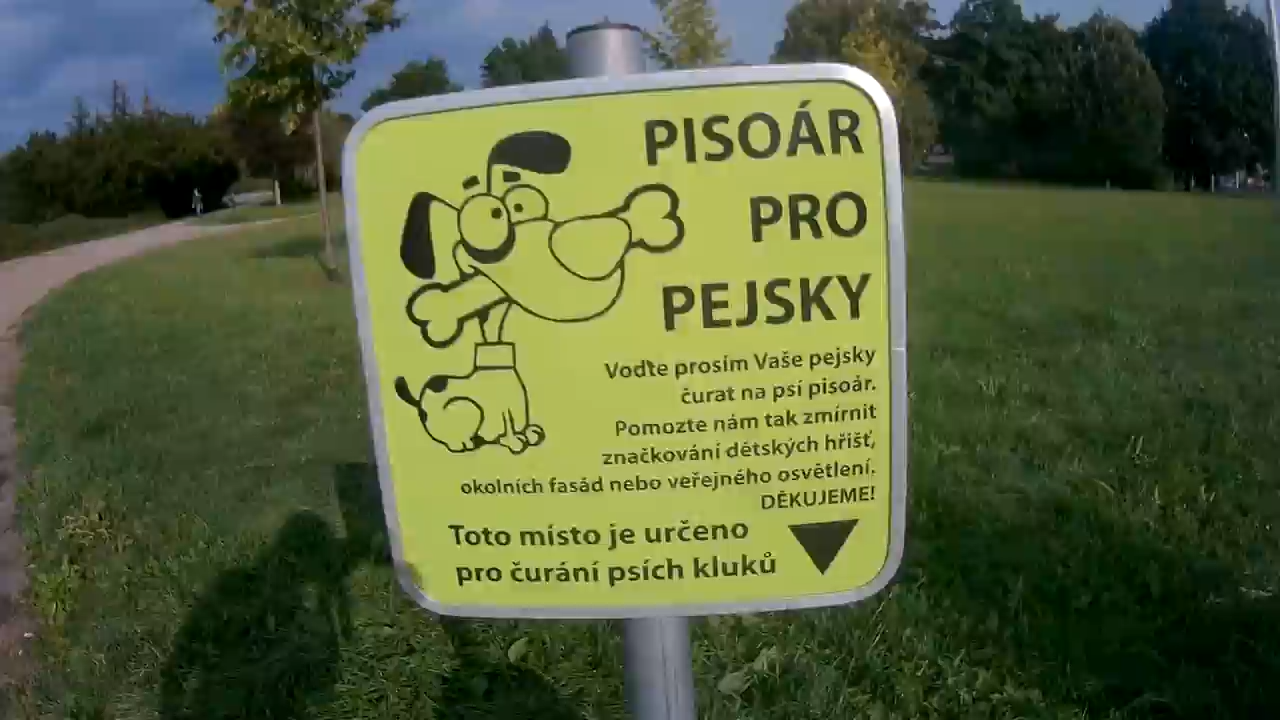 PISOÁR
PRO
PEJSKY
Voďte prosím Vaše pejsky
čurat na psí pisoár.
Pomozte nám tak zmírnit
značkování dětských hřišť,
okolních fasád nebo veřejného osvětlení.
DĚKUJEME!
Toto místo je určeno
pro čurání psích kluků